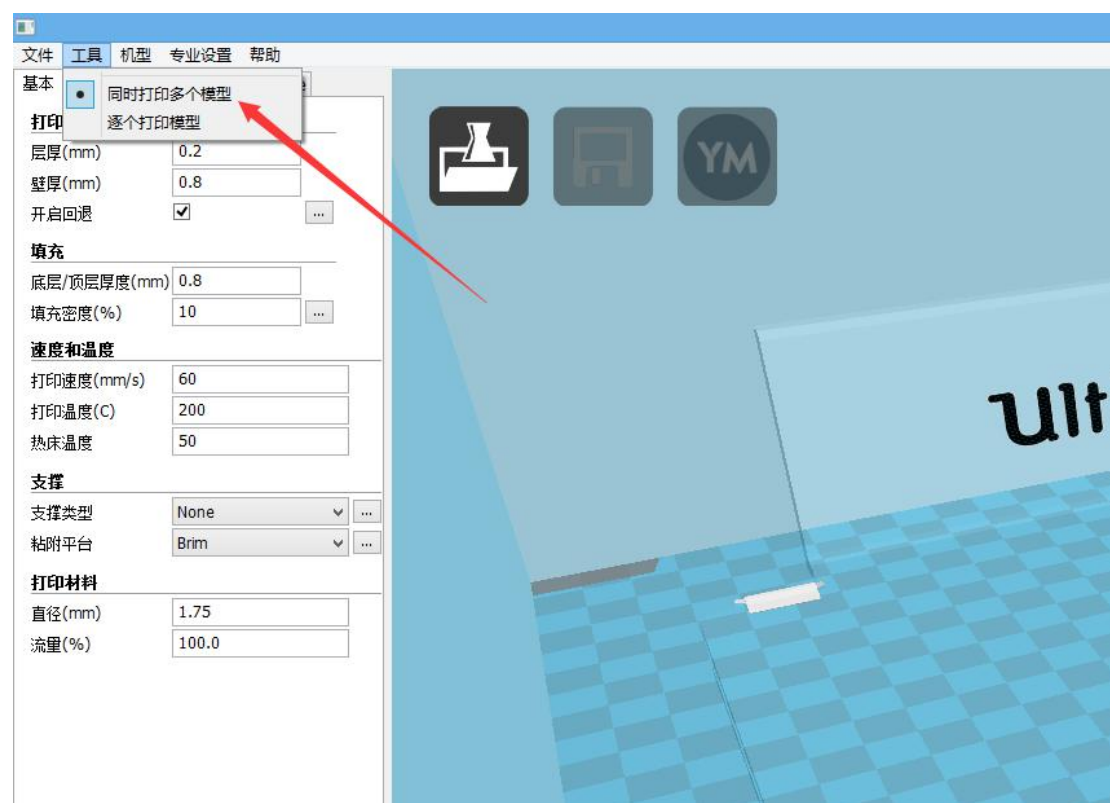 文件 工具 机型 专业设置 帮助
基本
同时打印多个模型
逐个打印模型
打印
层厚(mm) 0.2
壁厚(mm) 0.8
开启回退 ...
填充
底层/顶层厚度(mm) 0.8
填充密度(%) 10 ...
速度和温度
打印速度(mm/s) 60
打印温度(C) 200
热床温度 50
支撑
支撑类型 None ...
粘附平台 Brim ...
打印材料
直径(mm) 1.75
流量(%) 100.0
YM
Ult